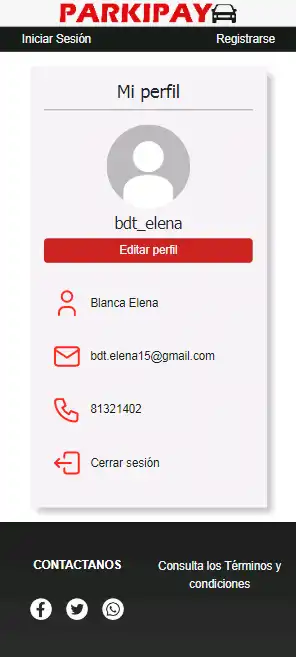 PARKIPAY
Iniciar Sesión Registrarse
Mi perfil
bdt_elena
Editar perfil
Blanca Elena
bdt.elena15@gmail.com
81321402
Cerrar sesión
CONTACTANOS
Consulta los Términos y
condiciones